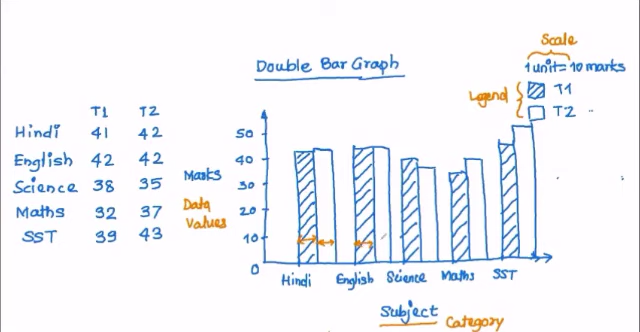 Double Bar Graph
Scale
1 unit = 10 marks
Legend
T1
T2
T1 T2
Hindi 41 42
English 42 42
Science 38 35
Maths 32 37
SST 39 43
Marks
Data
Values
50
40
30
20
10
0
Hindi English Science Maths SST
Subject
Category